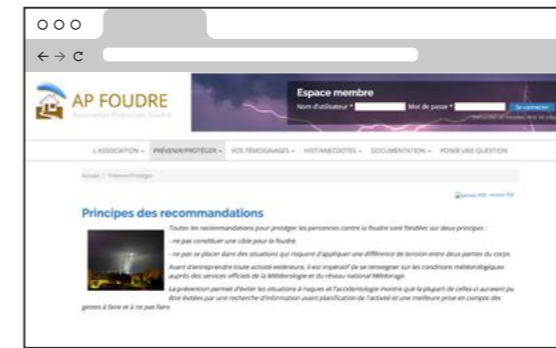 AP FOUDRE
Association Protection Foudre
Espace membre
Nom d'utilisateur * Mot de passe * Se connecter
L'ASSOCIATION PRÉVENIR/PROTÉGER VOS TÉMOIGNAGES HIST/ANECDOTES DOCUMENTATION POSER UNE QUESTION
Accueil / Prévenir/Protéger
version PDF
Principes des recommandations
Toutes les recommandations pour protéger les personnes contre la foudre sont fondées sur deux principes :
- ne pas constituer une cible pour la foudre.
- ne pas se placer dans des situations qui risquent d'appliquer une différence de tension entre deux parties du corps.
Avant d'entreprendre toute activité extérieure, il est impératif de se renseigner sur les conditions météorologiques
auprès des services officiels de la Météorologie et du réseau national Météorage.
La prévention permet d'éviter les situations à risques et l'accidentologie montre que la plupart de celles-ci auraient pu
être évitées par une recherche d'information avant planification de l'activité et une meilleure prise en compte des
gestes à faire et à ne pas faire.